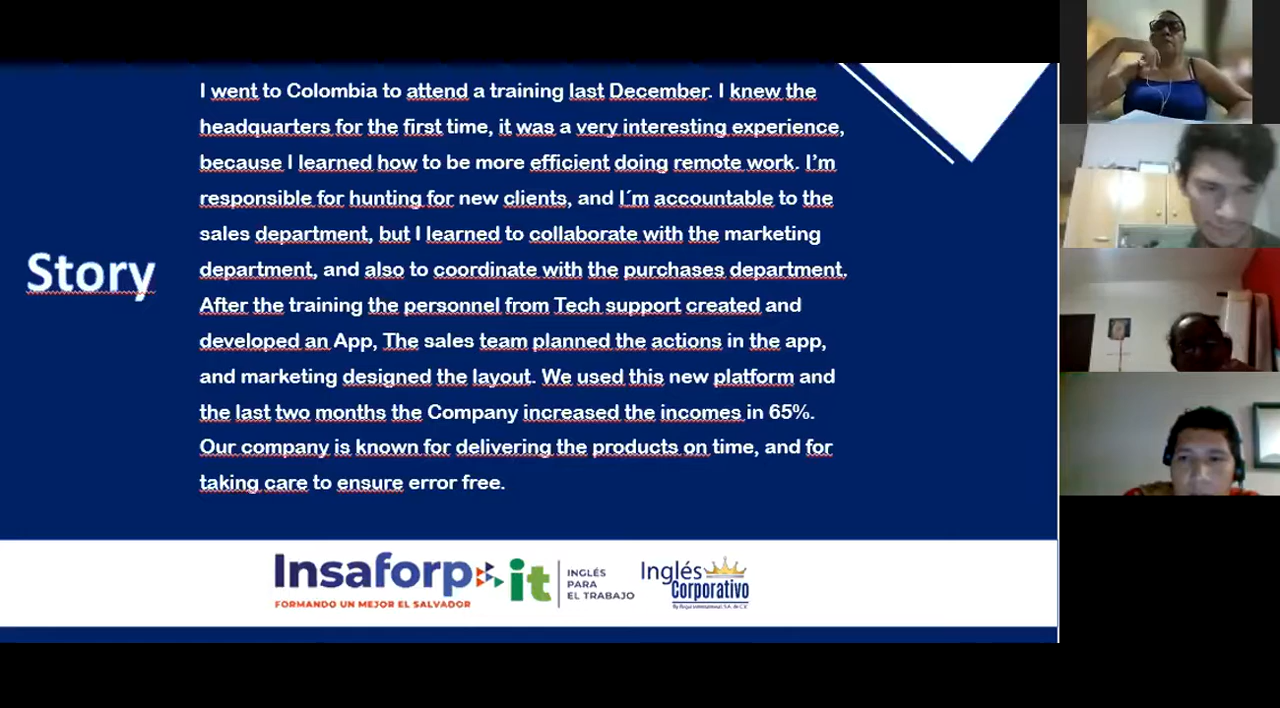 Story
I went to Colombia to attend a training last December. I knew the
headquarters for the first time, it was a very interesting experience,
because I learned how to be more efficient doing remote work. I’m
responsible for hunting for new clients, and I´m accountable to the
sales department, but I learned to collaborate with the marketing
department, and also to coordinate with the purchases department.
After the training the personnel from Tech support created and
developed an App, The sales team planned the actions in the app,
and marketing designed the layout. We used this new platform and
the last two months the Company increased the incomes in 65%.
Our company is known for delivering the products on time, and for
taking care to ensure error free.
Insaforp
FORMANDO UN MEJOR EL SALVADOR
it
INGLÉS
PARA
EL TRABAJO
Inglés
Corporativo